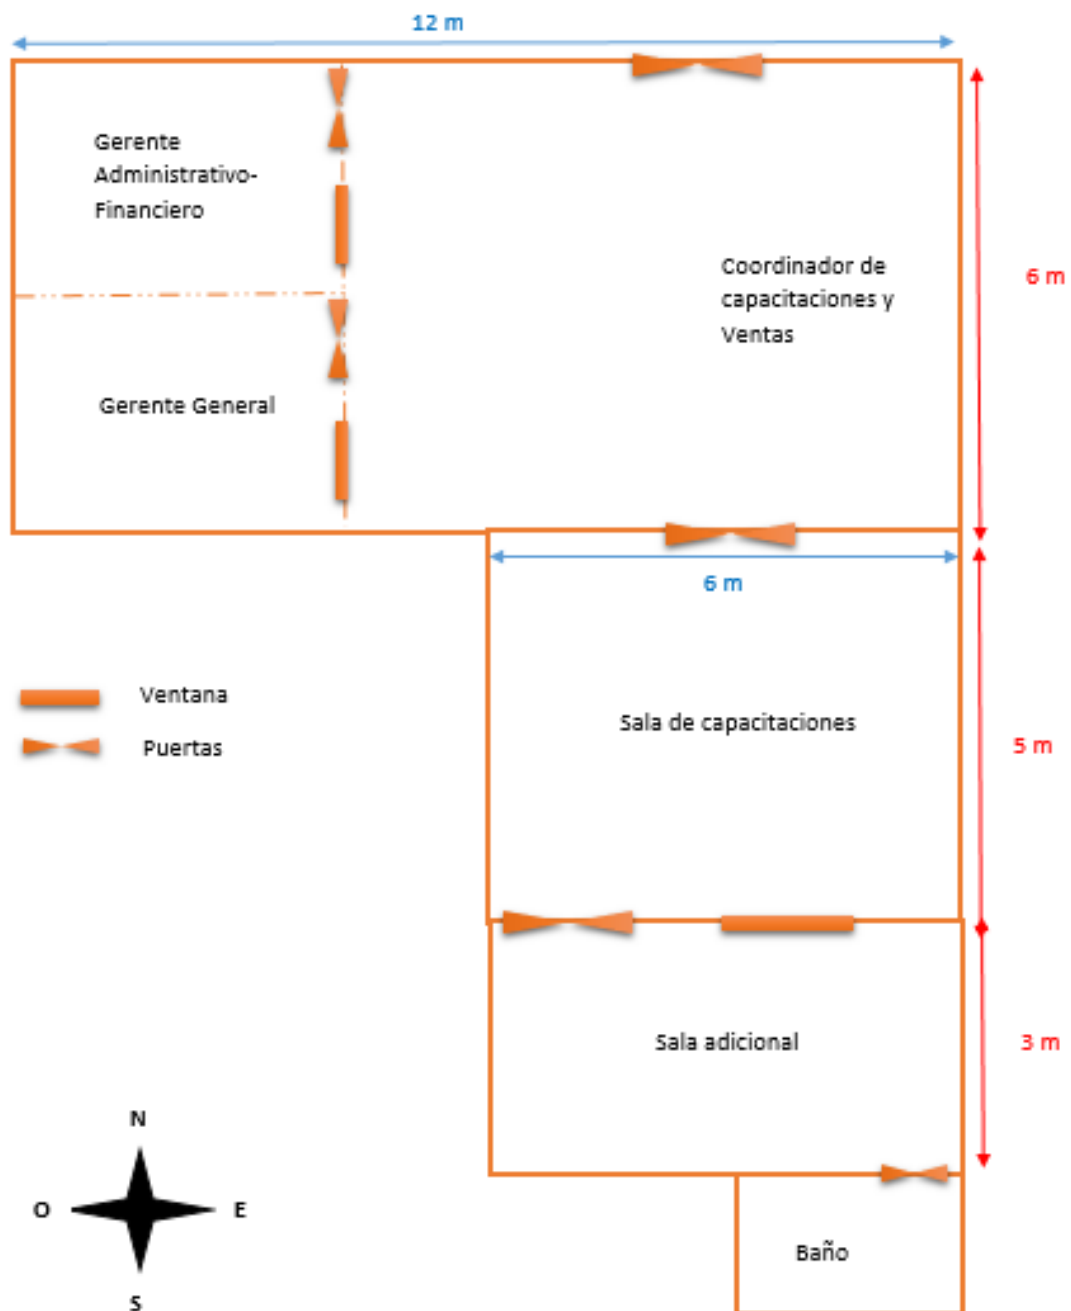 12 m
Gerente
Administrativo-
Financiero
Coordinador de
capacitaciones y
Ventas
6 m
Gerente General
6 m
Ventana
Sala de capacitaciones
Puertas
5 m
Sala adicional
3 m
N
O
E
S
Baño